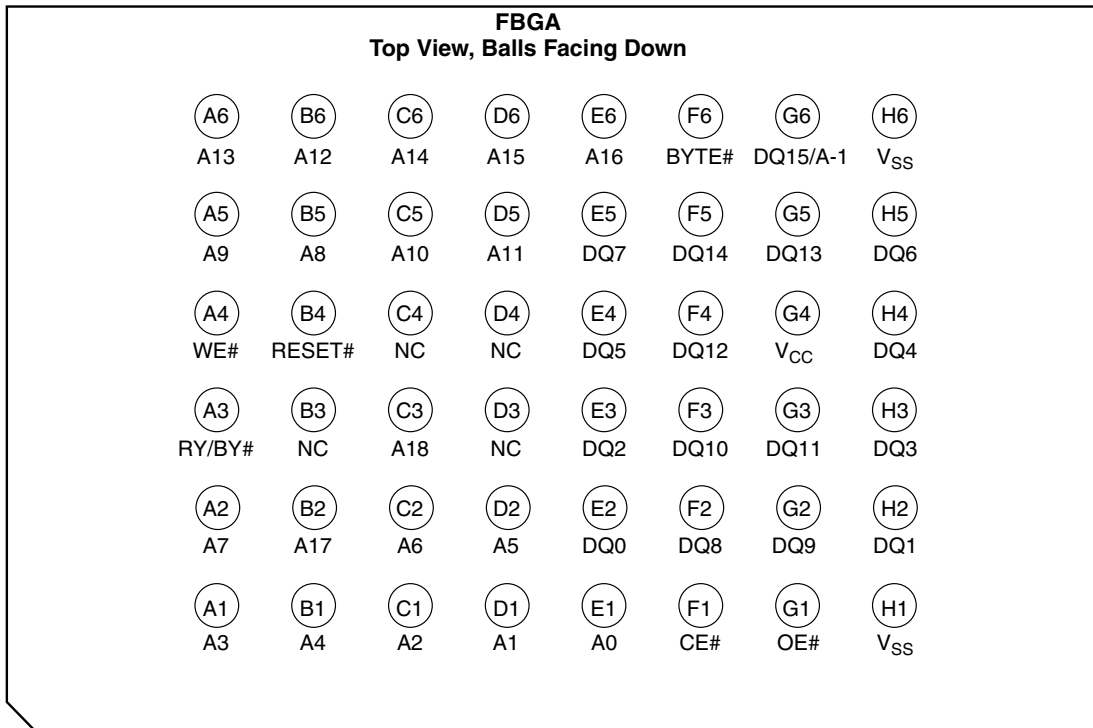 FBGA
Top View, Balls Facing Down
A6 B6 C6 D6 E6 F6 G6 H6
A13 A12 A14 A15 A16 BYTE# DQ15/A-1 VSS
A5 B5 C5 D5 E5 F5 G5 H5
A9 A8 A10 A11 DQ7 DQ14 DQ13 DQ6
A4 B4 C4 D4 E4 F4 G4 H4
WE# RESET# NC NC DQ5 DQ12 VCC DQ4
A3 B3 C3 D3 E3 F3 G3 H3
RY/BY# NC A18 NC DQ2 DQ10 DQ11 DQ3
A2 B2 C2 D2 E2 F2 G2 H2
A7 A17 A6 A5 DQ0 DQ8 DQ9 DQ1
A1 B1 C1 D1 E1 F1 G1 H1
A3 A4 A2 A1 A0 CE# OE# VSS